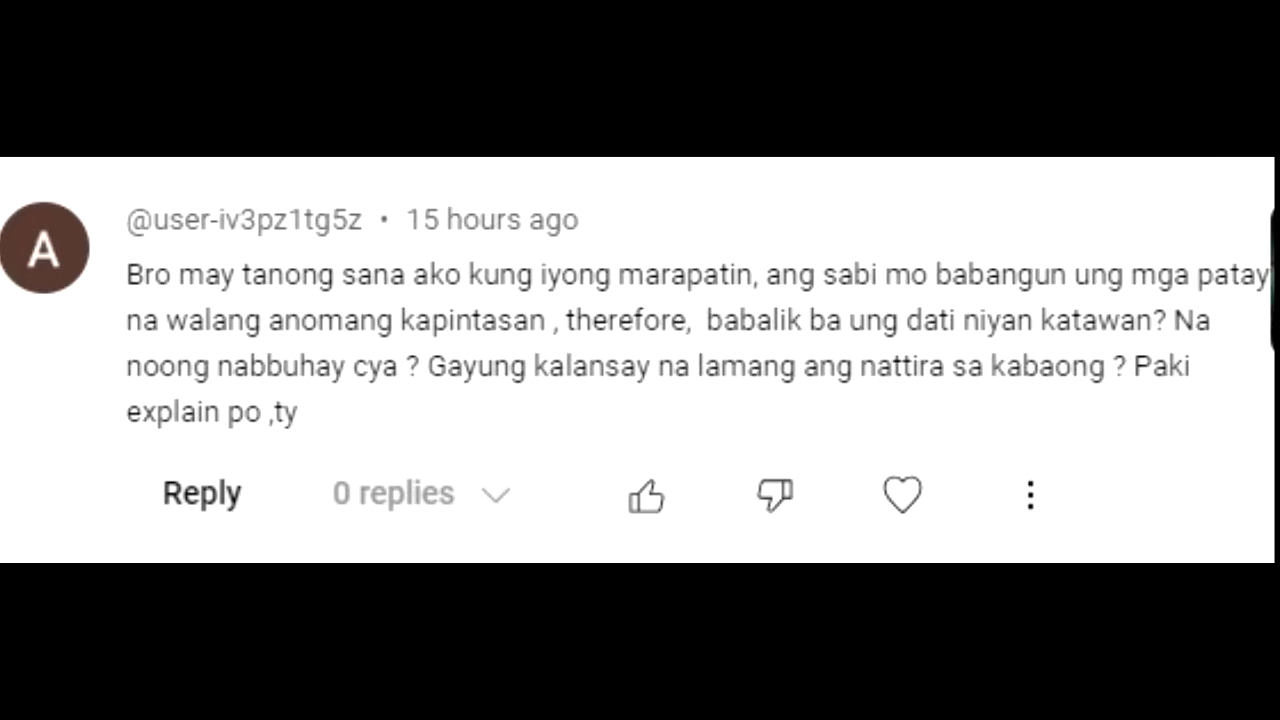 A
@user-iv3pz1tg5z • 15 hours ago
Bro may tanong sana ako kung iyong marapatin, ang sabi mo babangun ung mga patay
na walang anomang kapintasan , therefore,  babalik ba ung dati niyan katawan? Na
noong nabbuhay cya ? Gayung kalansay na lamang ang nattira sa kabaong ? Paki
explain po ,ty
Reply 0 replies